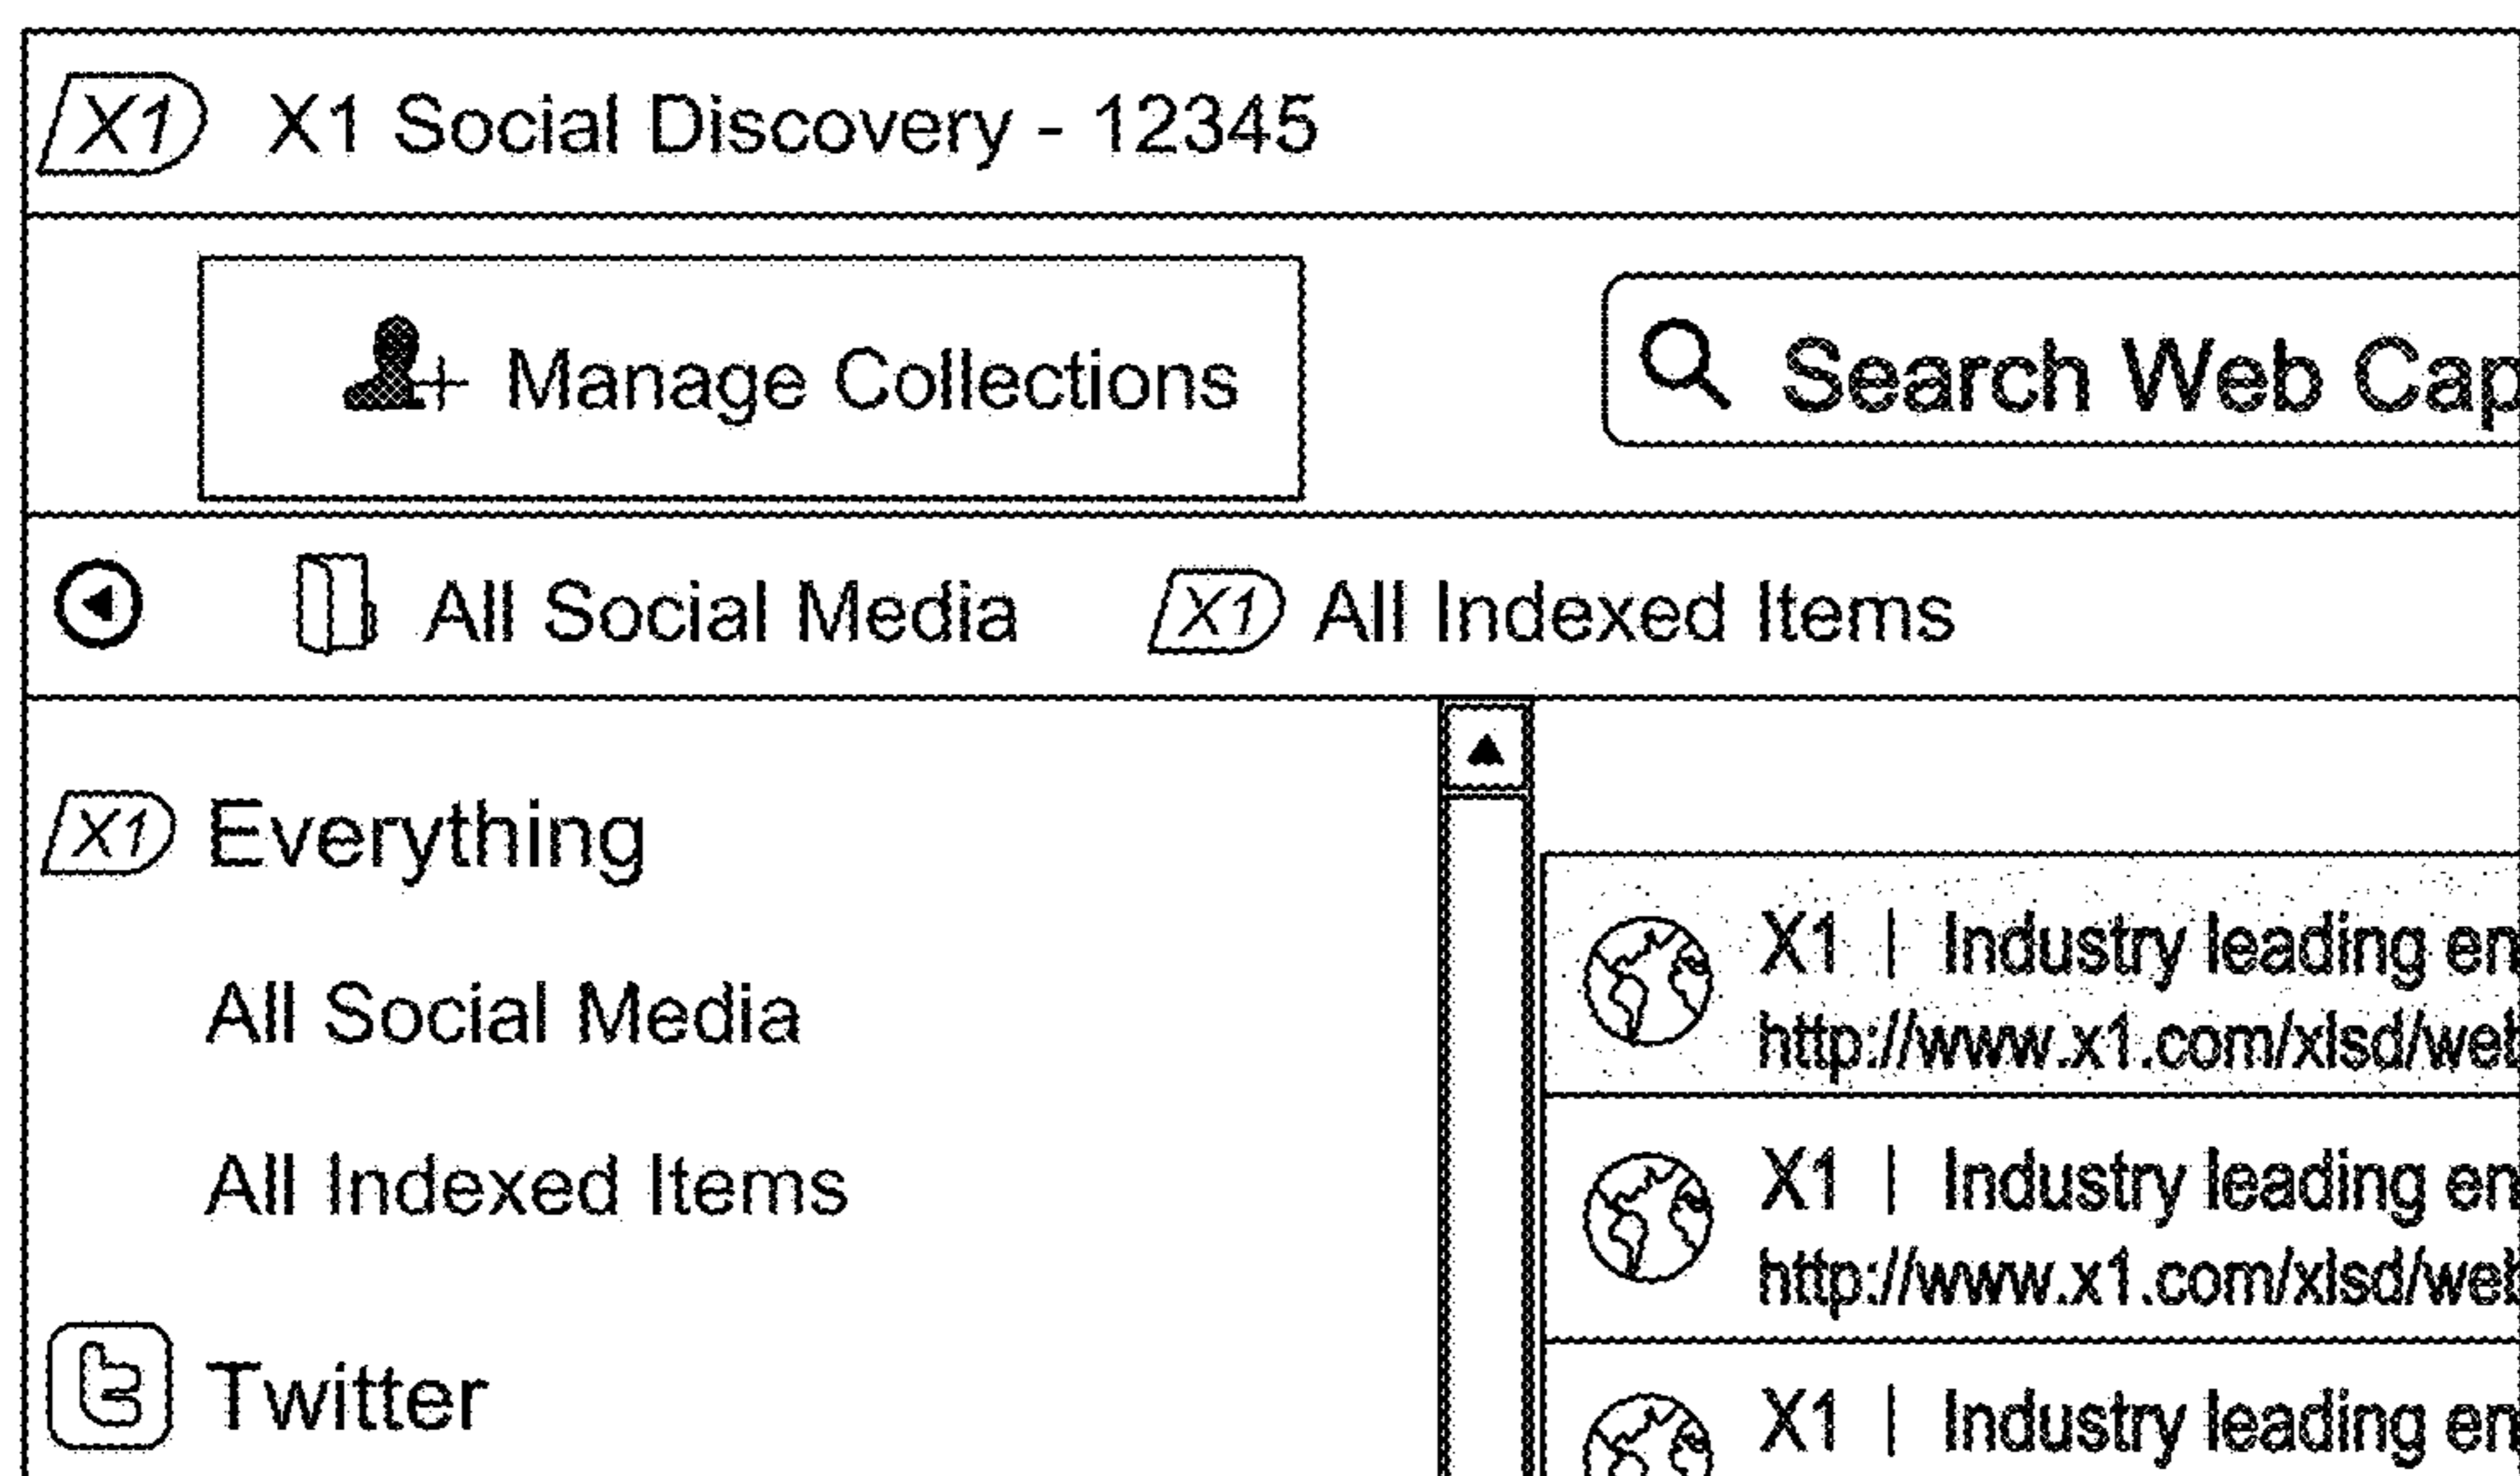 X1 X1 Social Discovery - 12345
Manage Collections
Search Web Cap
All Social Media X1 All Indexed Items
X1 Everything
All Social Media
All Indexed Items
Twitter
X1 | Industry leading en
http://www.x1.com/xlsd/web
X1 | Industry leading en
http://www.x1.com/xlsd/web
X1 | Industry leading en